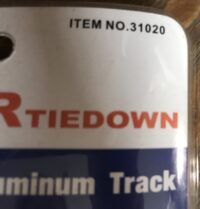 ITEM NO.31020
RTIEDOWN
uminum Track